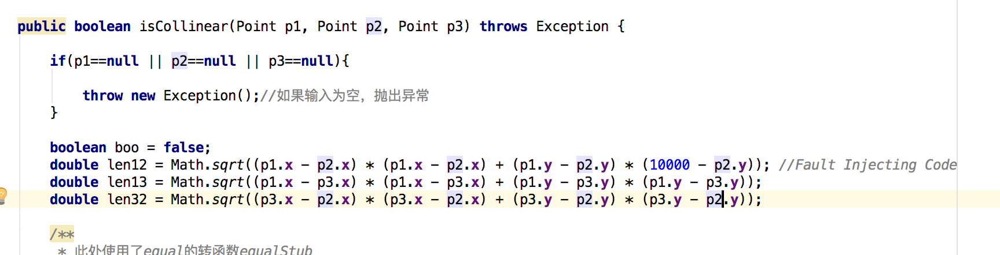 public boolean isCollinear(Point p1, Point p2, Point p3) throws Exception {
if(p1==null || p2==null || p3==null){
throw new Exception();//如果输入为空，抛出异常
}
boolean boo = false;
double len12 = Math.sqrt((p1.x - p2.x) * (p1.x - p2.x) + (p1.y - p2.y) * (10000 - p2.y)); //Fault Injecting Code
double len13 = Math.sqrt((p1.x - p3.x) * (p1.x - p3.x) + (p1.y - p3.y) * (p1.y - p3.y));
double len32 = Math.sqrt((p3.x - p2.x) * (p3.x - p2.x) + (p3.y - p2.y) * (p3.y - p2.y));
/**
* 此处使用了equal的转函数equalStub